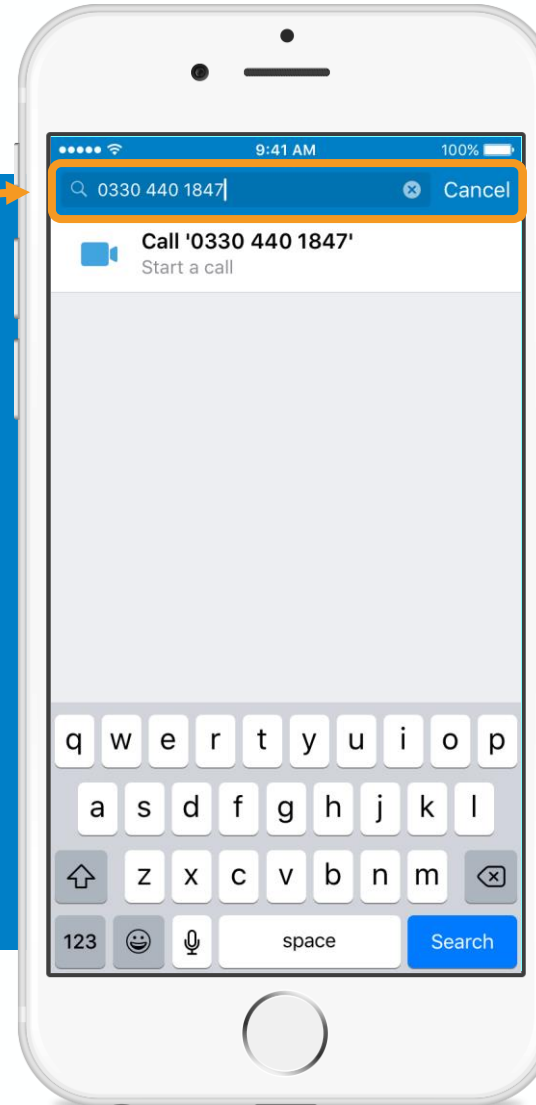 9:41 AM 100%
0330 440 1847 Cancel
Call '0330 440 1847'
Start a call
q w e r t y u i o p
a s d f g h j k l
z x c v b n m
123 space Search